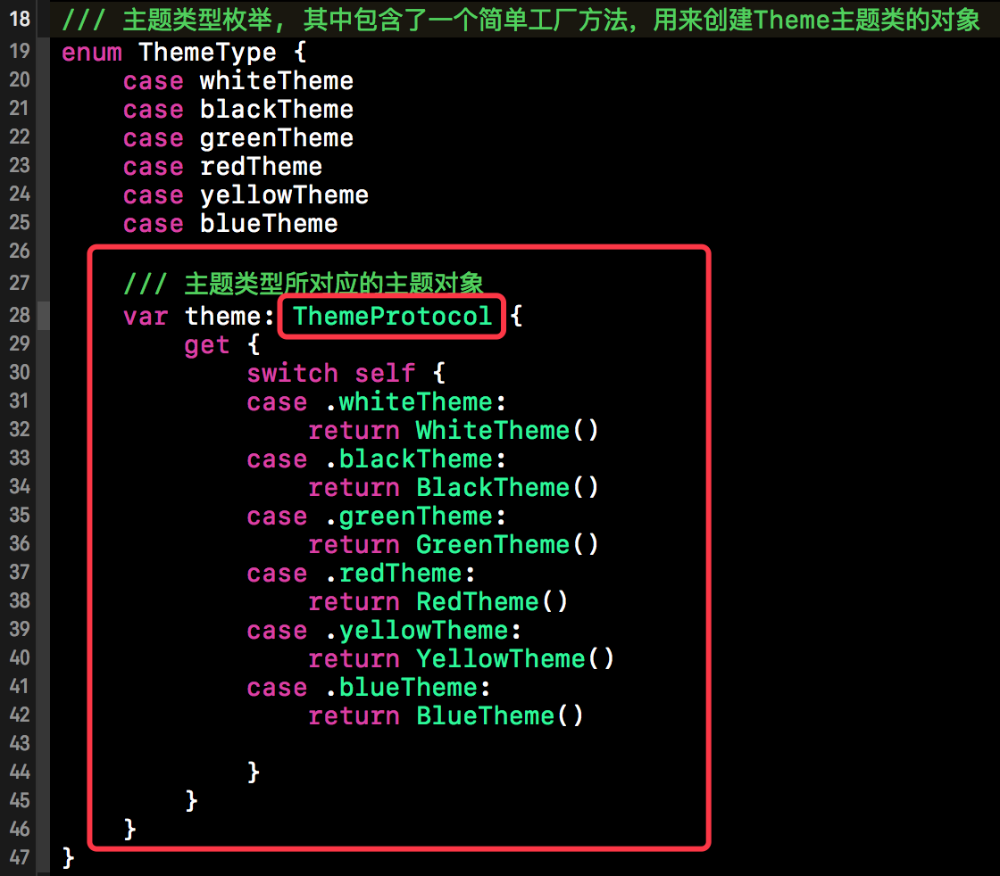 18 /// 主题类型枚举, 其中包含了一个简单工厂方法, 用来创建Theme主题类的对象
19 enum ThemeType {
20 case whiteTheme
21 case blackTheme
22 case greenTheme
23 case redTheme
24 case yellowTheme
25 case blueTheme
26
27 /// 主题类型所对应的主题对象
28 var theme: ThemeProtocol {
29 get {
30 switch self {
31 case .whiteTheme:
32 return WhiteTheme()
33 case .blackTheme:
34 return BlackTheme()
35 case .greenTheme:
36 return GreenTheme()
37 case .redTheme:
38 return RedTheme()
39 case .yellowTheme:
40 return YellowTheme()
41 case .blueTheme:
42 return BlueTheme()
43
44 }
45 }
46 }
47 }